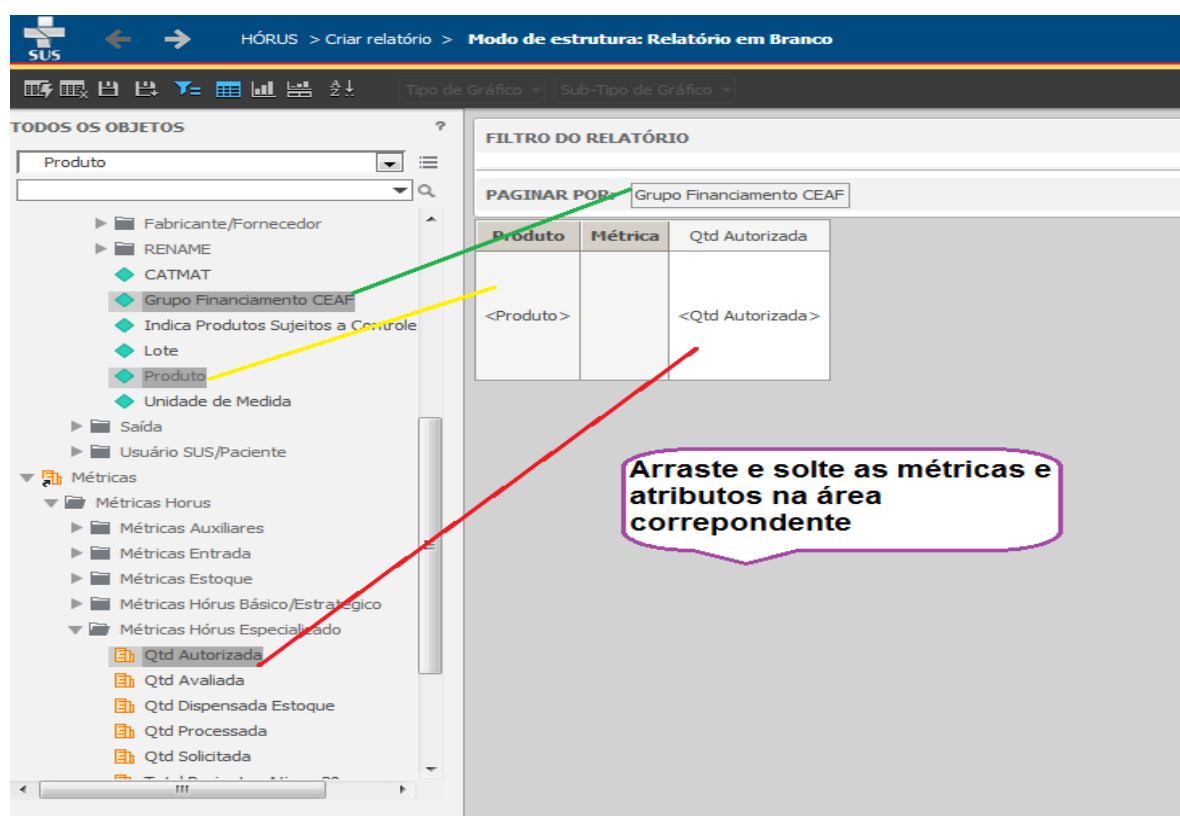 SUS
HÓRUS > Criar relatório > Modo de estrutura: Relatório em Branco
Tipo de Gráfico
Sub-Tipo de Gráfico
TODOS OS OBJETOS ?
Produto
Fabricante/Fornecedor
RENAME
CATMAT
Grupo Financiamento CEAF
Indica Produtos Sujeitos a Controle
Lote
Produto
Unidade de Medida
Saída
Usuário SUS/Paciente
Métricas
Métricas Horus
Métricas Auxiliares
Métricas Entrada
Métricas Estoque
Métricas Hórus Básico/Estratégico
Métricas Hórus Especializado
Qtd Autorizada
Qtd Avaliada
Qtd Dispensada Estoque
Qtd Processada
Qtd Solicitada
FILTRO DO RELATÓRIO
PAGINAR POR: Grupo Financiamento CEAF
Produto Métrica Qtd Autorizada
<Produto> <Qtd Autorizada>
Arraste e solte as métricas e
atributos na área
correpondente